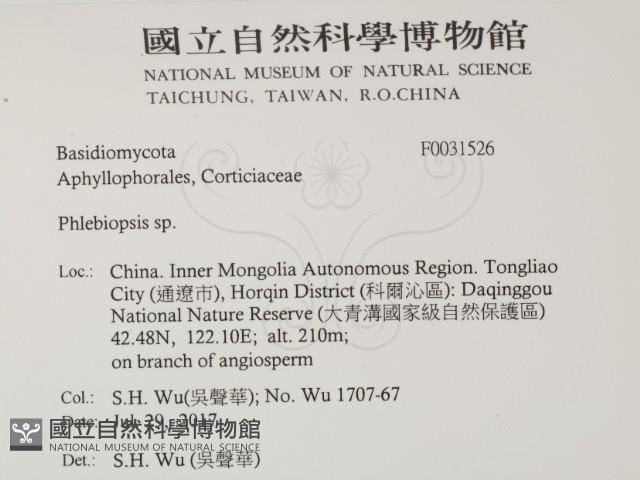 國立自然科學博物館
NATIONAL MUSEUM OF NATURAL SCIENCE
TAICHUNG, TAIWAN, R.O.CHINA
Basidiomycota F0031526
Aphyllophorales, Corticiaceae
Phlebiopsis sp.
Loc.: China. Inner Mongolia Autonomous Region. Tongliao
City (通遼市), Horqin District (科爾沁區): Daqinggou
National Nature Reserve (大青溝國家級自然保護區)
42.48N, 122.10E; alt. 210m;
on branch of angiosperm
Col.: S.H. Wu(吳聲華); No. Wu 1707-67
Date: Jul 29, 2017
國立自然科學博物館
NATIONAL MUSEUM OF NATURAL SCIENCE
Det.: S.H. Wu (吳聲華)